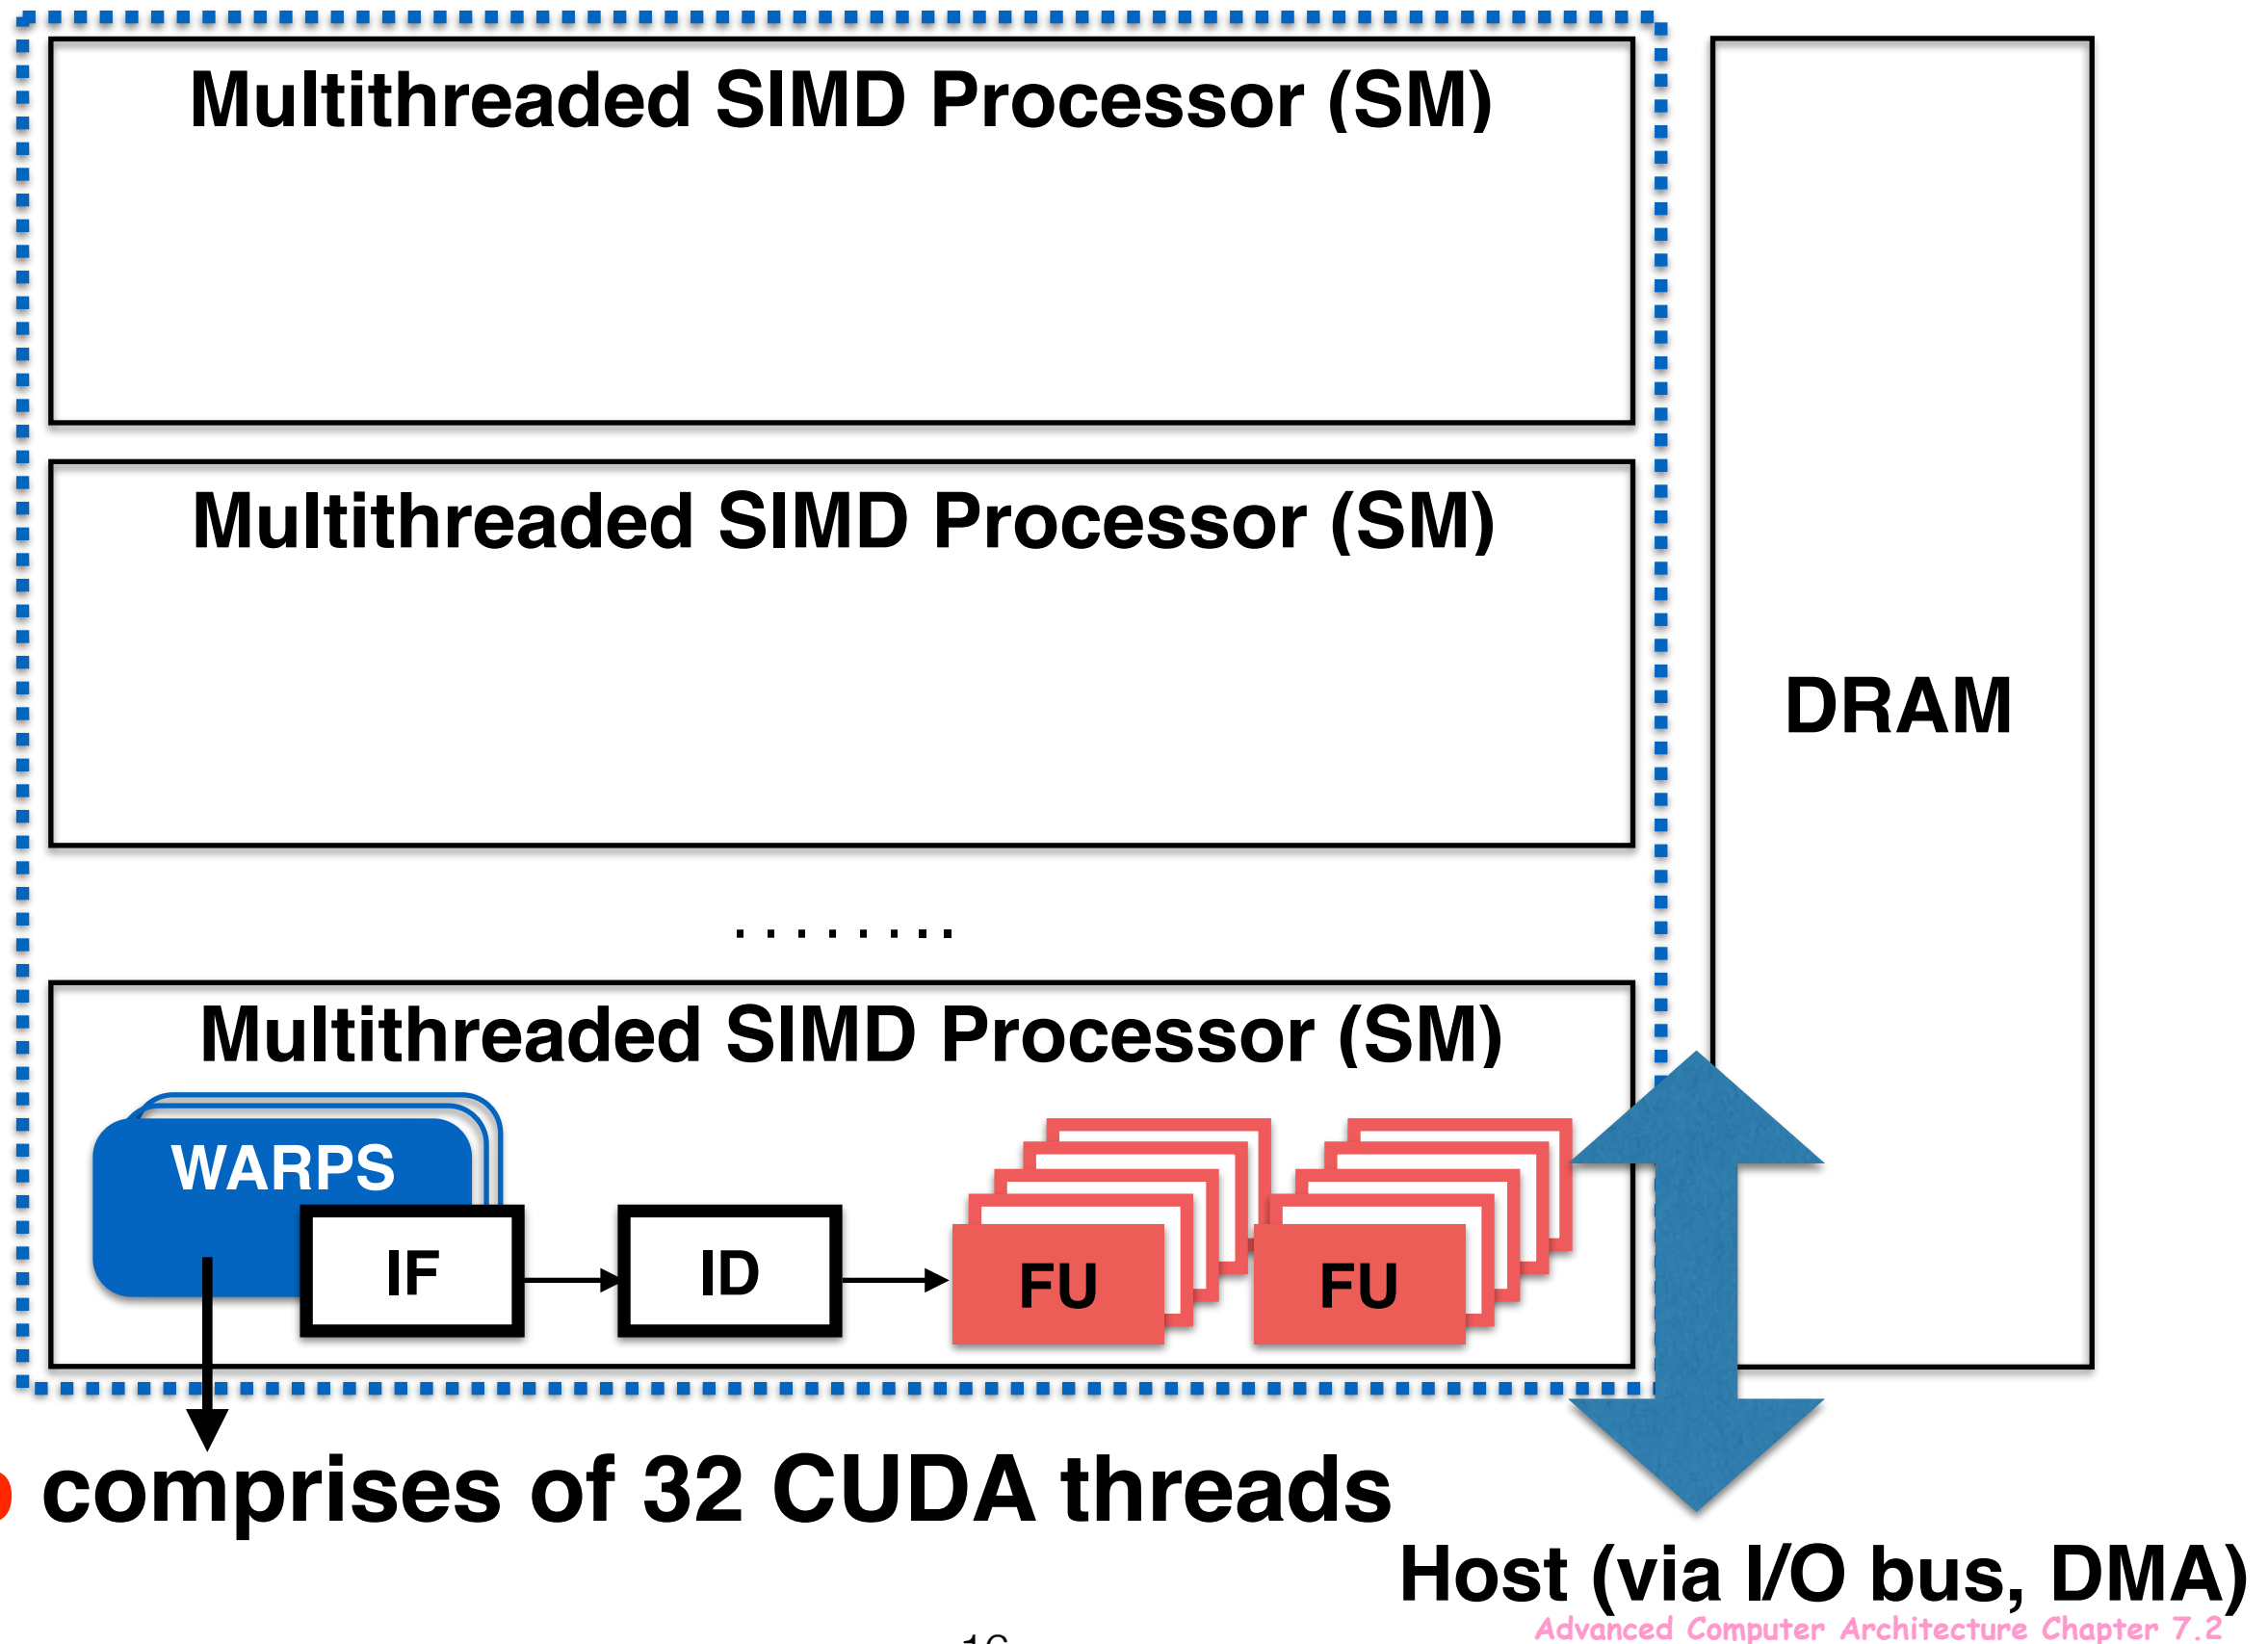 Multithreaded SIMD Processor (SM)
Multithreaded SIMD Processor (SM)
DRAM
........
Multithreaded SIMD Processor (SM)
WARPS
IF
ID
FU
FU
comprises of 32 CUDA threads
Host (via I/O bus, DMA)
Advanced Computer Architecture Chapter 7.2